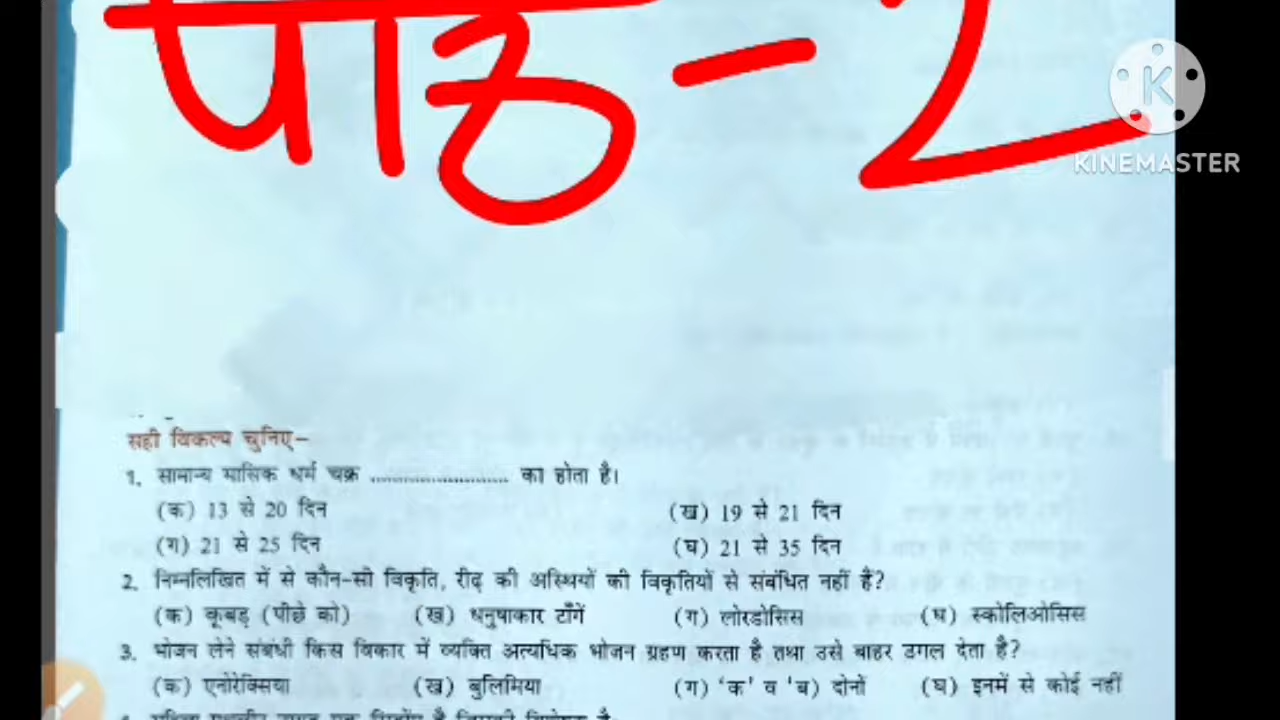 पाठ-2
KINEMASTER
सही विकल्प चुनिए–
1. सामान्य मासिक धर्म चक्र ........................ का होता है।
(क) 13 से 20 दिन (ख) 19 से 21 दिन
(ग) 21 से 25 दिन (घ) 21 से 35 दिन
2. निम्नलिखित में से कौन-सी विकृति, रीढ़ की अस्थियों की विकृतियों से संबंधित नहीं हैं?
(क) कूबड़ (पीछे को) (ख) धनुषाकार टाँगें (ग) लोरडोसिस (घ) स्कोलिओसिस
3. भोजन लेने संबंधी किस विकार में व्यक्ति अत्यधिक भोजन ग्रहण करता है तथा उसे बाहर उगल देता है?
(क) एनोरेक्सिया (ख) बुलिमिया (ग) 'क' व 'ब) दोनों (घ) इनमें से कोई नहीं